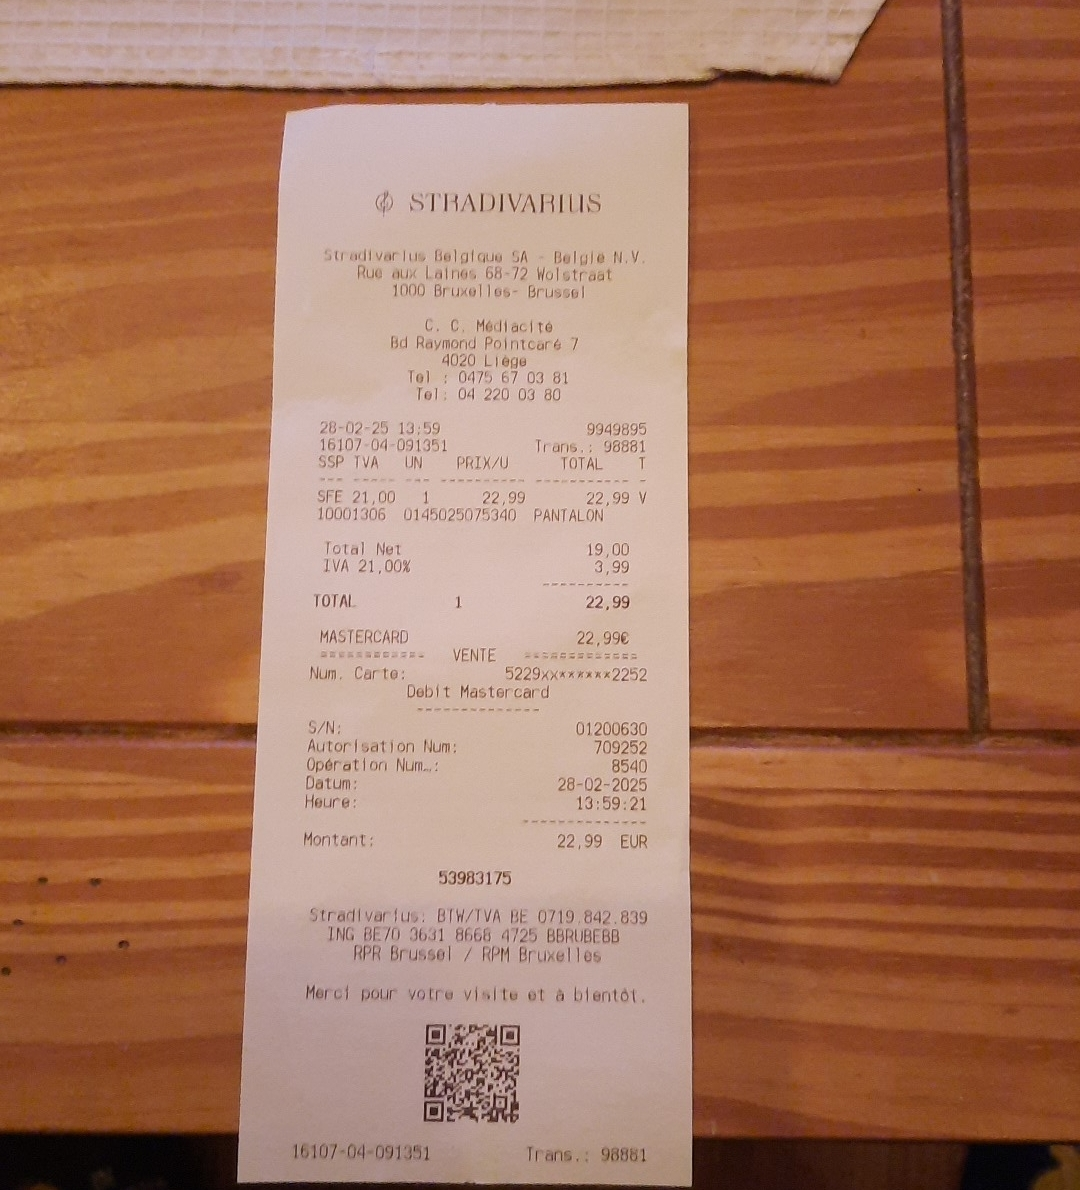 STRADIVARIUS
Stradivarius Belgique SA - Belgie N.V.
Rue aux Laines 68-72 Wolstraat
1000 Bruxelles- Brussel
C. C. Médiacité
Bd Raymond Pointcaré 7
4020 Liège
Tel : 0475 67 03 81
Tel: 04 220 03 80
28-02-25 13:59 9949895
16107-04-091351 Trans.: 98881
SSP TVA UN PRIX/U TOTAL T
--- ----- --- ---------- ----------- -
SFE 21,00 1 22,99 22,99 V
10001306 0145025075340 PANTALON
Total Net 19,00
IVA 21,00% 3,99
----------
TOTAL 1 22,99
MASTERCARD 22,99€
============ VENTE =============
Num. Carte: 5229xx******2252
Debit Mastercard
--------------
S/N: 01200630
Autorisation Num: 709252
Opération Num..: 8540
Datum: 28-02-2025
Heure: 13:59:21
--------------
Montant: 22,99 EUR
53983175
Stradivarius: BTW/TVA BE 0719.842.839
ING BE70 3631 8668 4725 BBRUBEBB
RPR Brussel / RPM Bruxelles
Merci pour votre visite et à bientôt.
16107-04-091351 Trans.: 98881